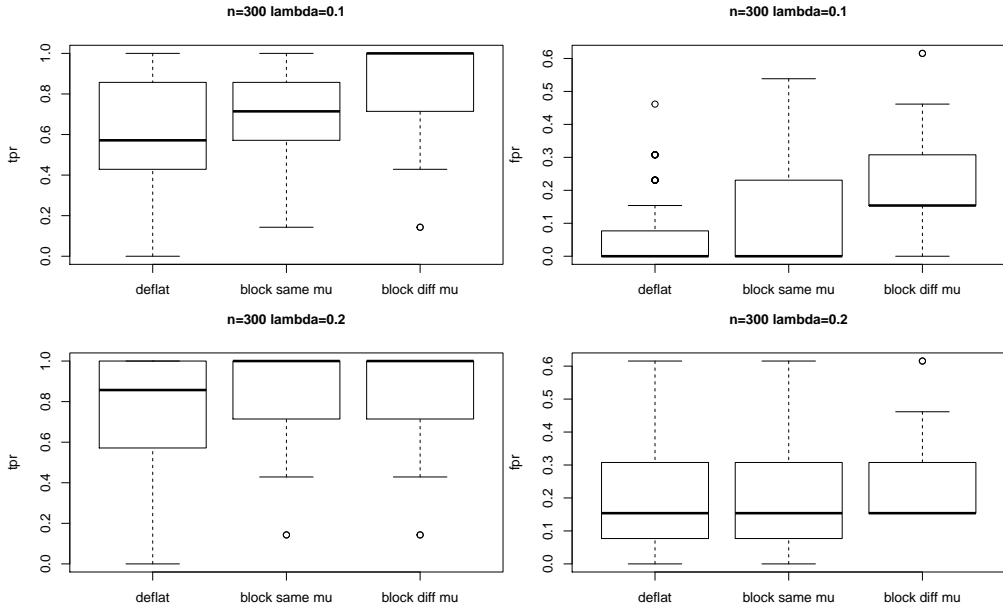 n=300 lambda=0.1
tpr
0.0 0.2 0.4 0.6 0.8 1.0
deflat block same mu block diff mu
n=300 lambda=0.1
fpr
0.0 0.1 0.2 0.3 0.4 0.5 0.6
deflat block same mu block diff mu
n=300 lambda=0.2
tpr
0.0 0.2 0.4 0.6 0.8 1.0
deflat block same mu block diff mu
n=300 lambda=0.2
fpr
0.0 0.1 0.2 0.3 0.4 0.5 0.6
deflat block same mu block diff mu